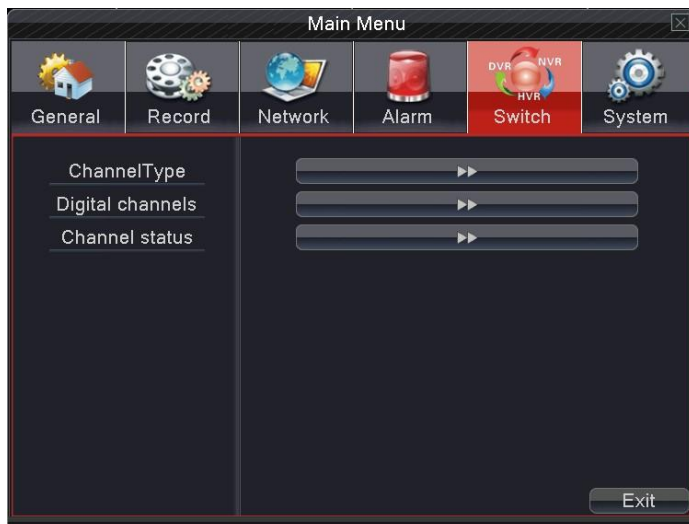 Main Menu
DVR NVR
HVR
General Record Network Alarm Switch System
ChannelType
Digital channels
Channel status
Exit